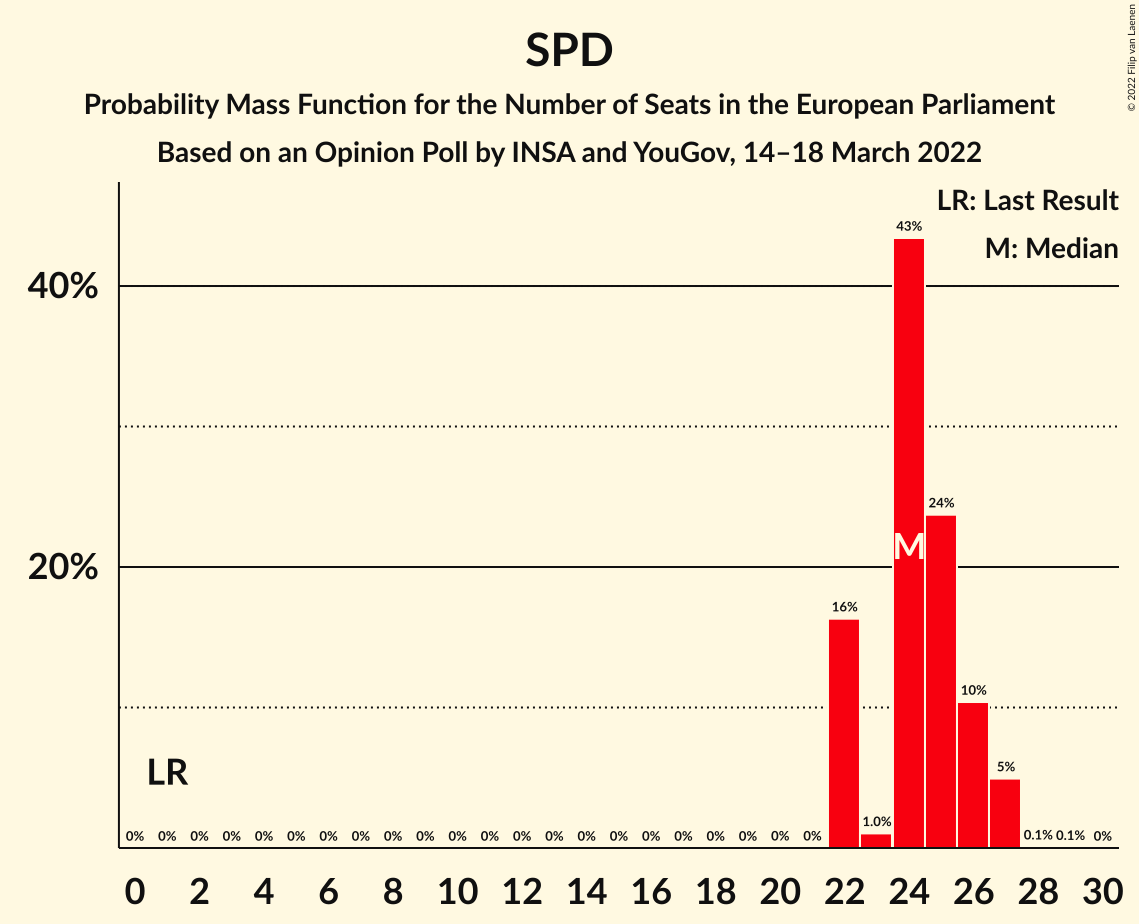 SPD
Probability Mass Function for the Number of Seats in the European Parliament
Based on an Opinion Poll by INSA and YouGov, 14–18 March 2022
© 2022 Filip van Laenen
LR: Last Result
M: Median
43%
40%
24%
M
20%
16%
10%
5%
LR
0% 0% 0% 0% 0% 0% 0% 0% 0% 0% 0% 0% 0% 0% 0% 0% 0% 0% 0% 0% 0% 0% 1.0% 0.1% 0.1% 0%
0 2 4 6 8 10 12 14 16 18 20 22 24 26 28 30